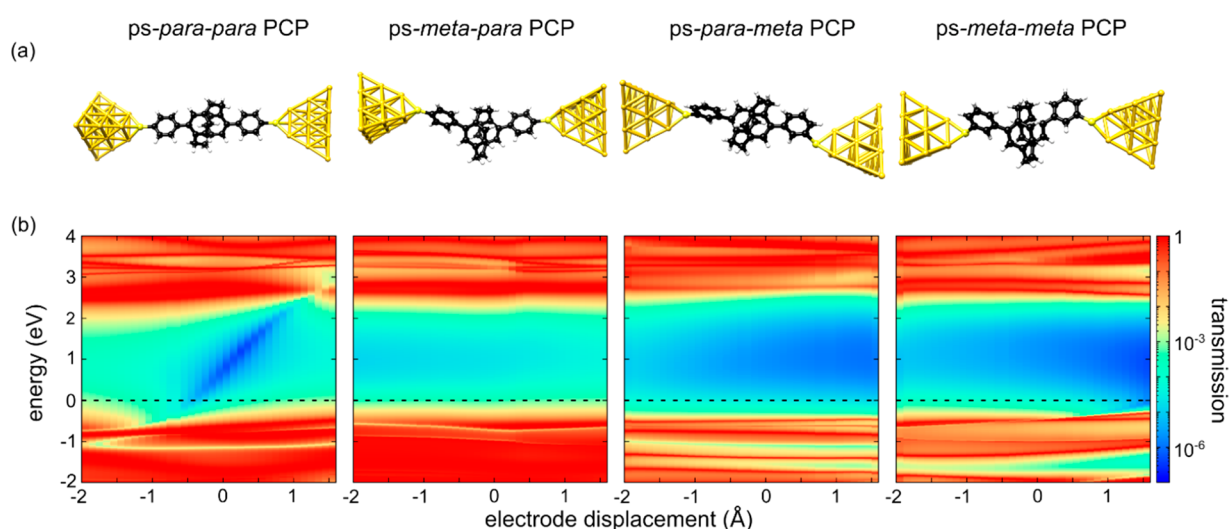 ps-para-para PCP ps-meta-para PCP ps-para-meta PCP ps-meta-meta PCP
(a)
(b)
4
3
2
1
0
-1
-2
energy (eV)
-2 -1 0 1 -2 -1 0 1 -2 -1 0 1 -2 -1 0 1
electrode displacement (Å)
1
10-3
10-6
transmission